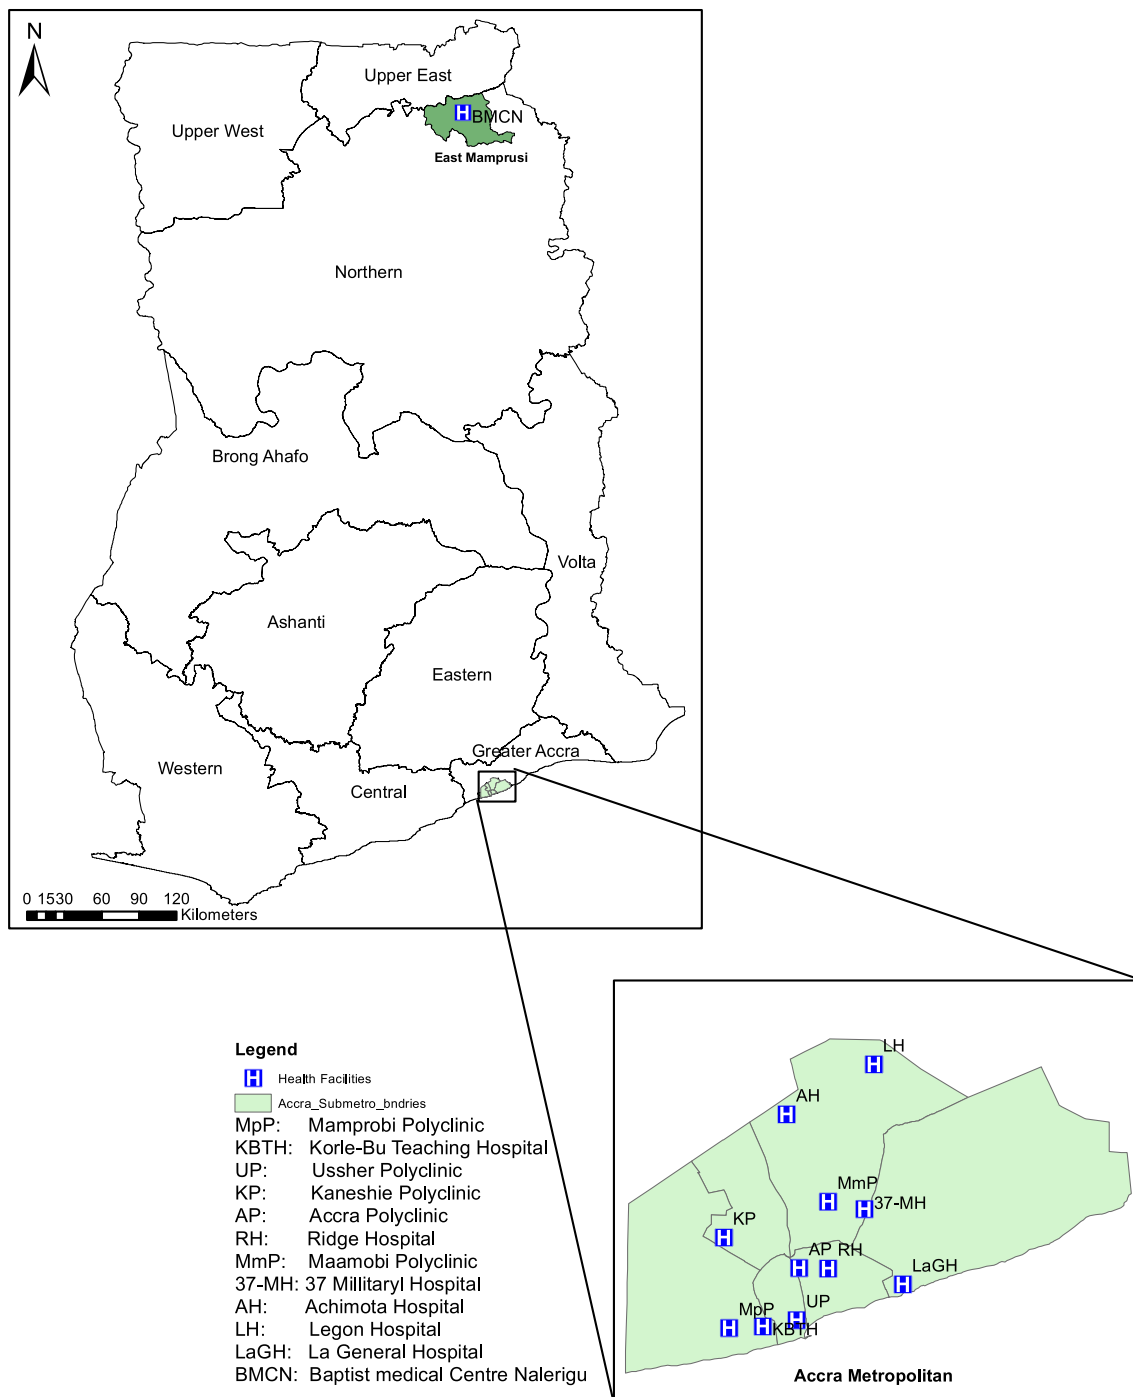 N
Upper East
Upper West
BMCN
East Mamprusi
Northern
Brong Ahafo
Volta
Ashanti
Eastern
Greater Accra
Western
Central
0 1530 60 90 120
Kilometers
Legend
H Health Facilities
Accra_Submetro_bndries
MpP: Mamprobi Polyclinic
KBTH: Korle-Bu Teaching Hospital
UP: Ussher Polyclinic
KP: Kaneshie Polyclinic
AP: Accra Polyclinic
RH: Ridge Hospital
MmP: Maamobi Polyclinic
37-MH: 37 Millitaryl Hospital
AH: Achimota Hospital
LH: Legon Hospital
LaGH: La General Hospital
BMCN: Baptist medical Centre Nalerigu
LH
AH
MmP
37-MH
KP
AP RH
LaGH
UP
MpP
KBTH
Accra Metropolitan